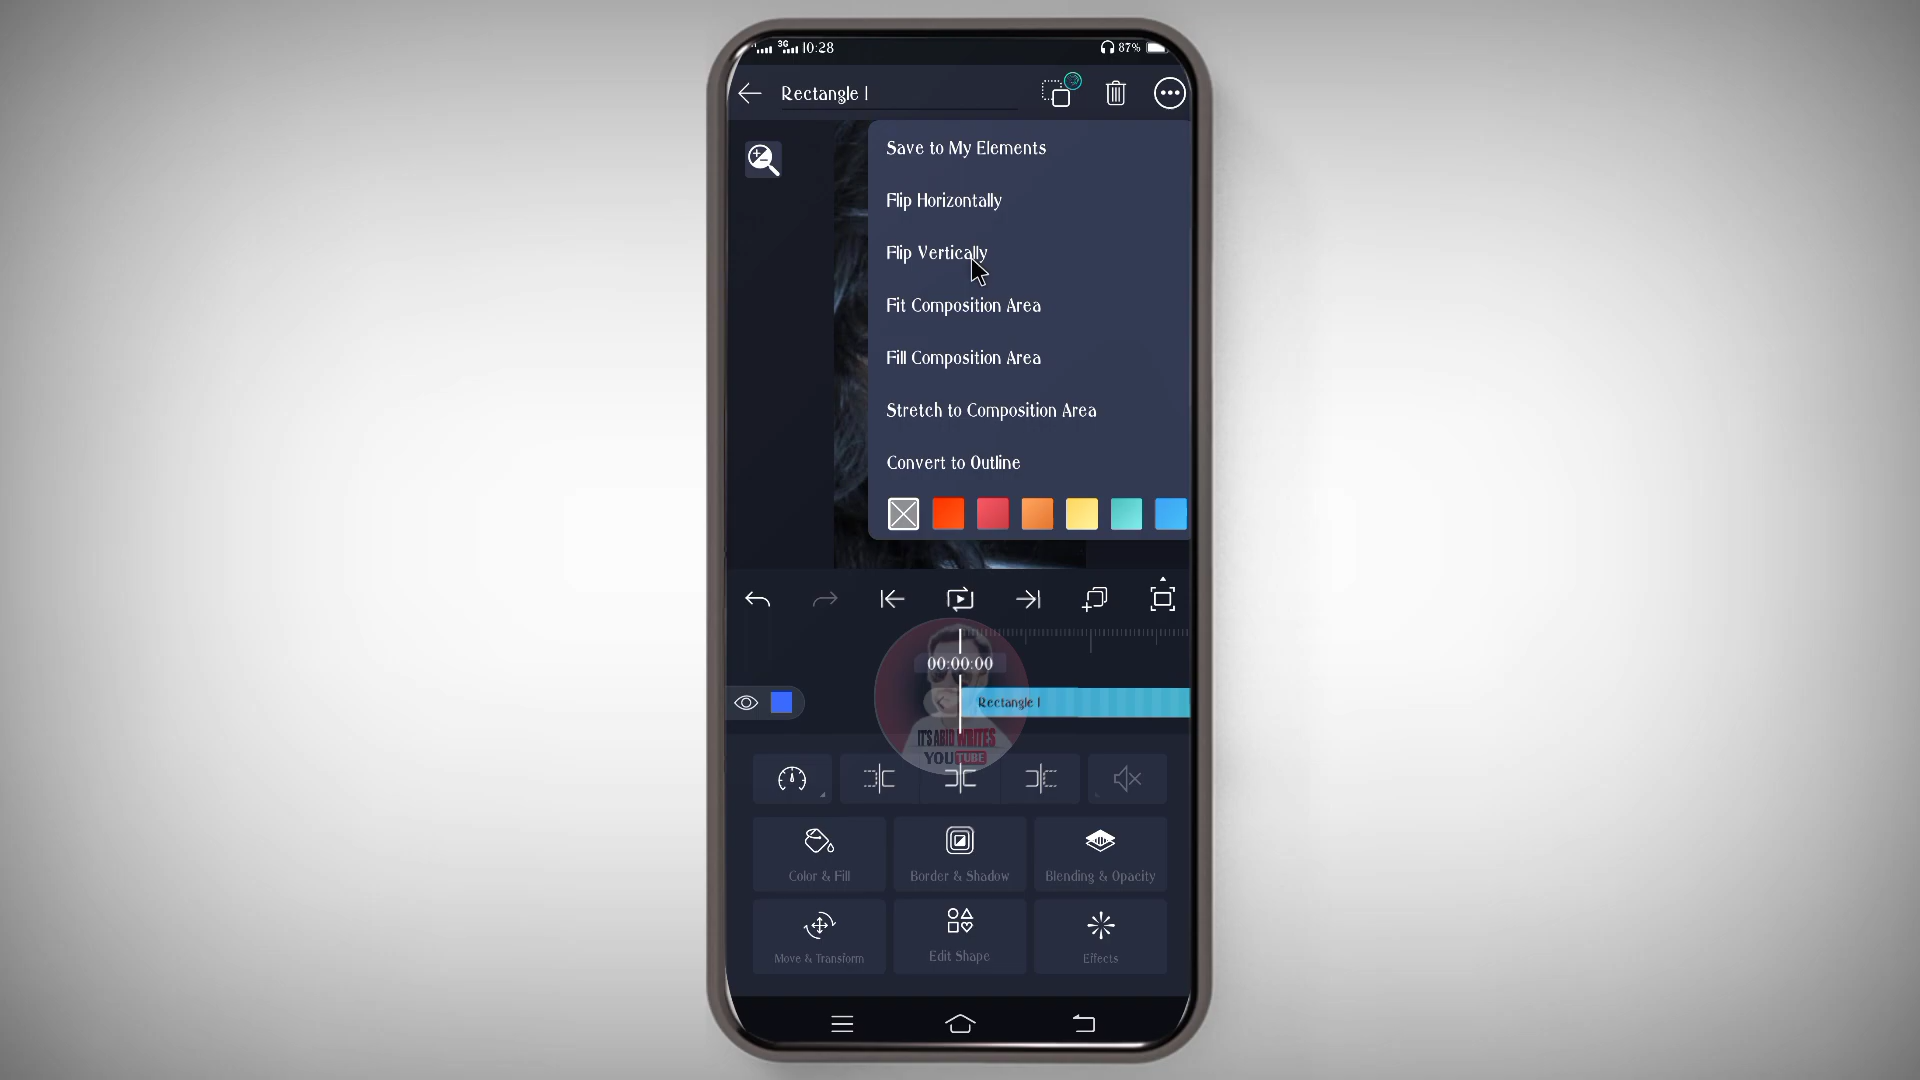 3G 10:28 87%
Rectangle 1
Save to My Elements
Flip Horizontally
Flip Vertically
Fit Composition Area
Fill Composition Area
Stretch to Composition Area
Convert to Outline
00:00:00
Rectangle 1
IT'S ABID WRITES
YOUTUBE
Color & Fill
Border & Shadow
Blending & Opacity
Move & Transform
Edit Shape
Effects